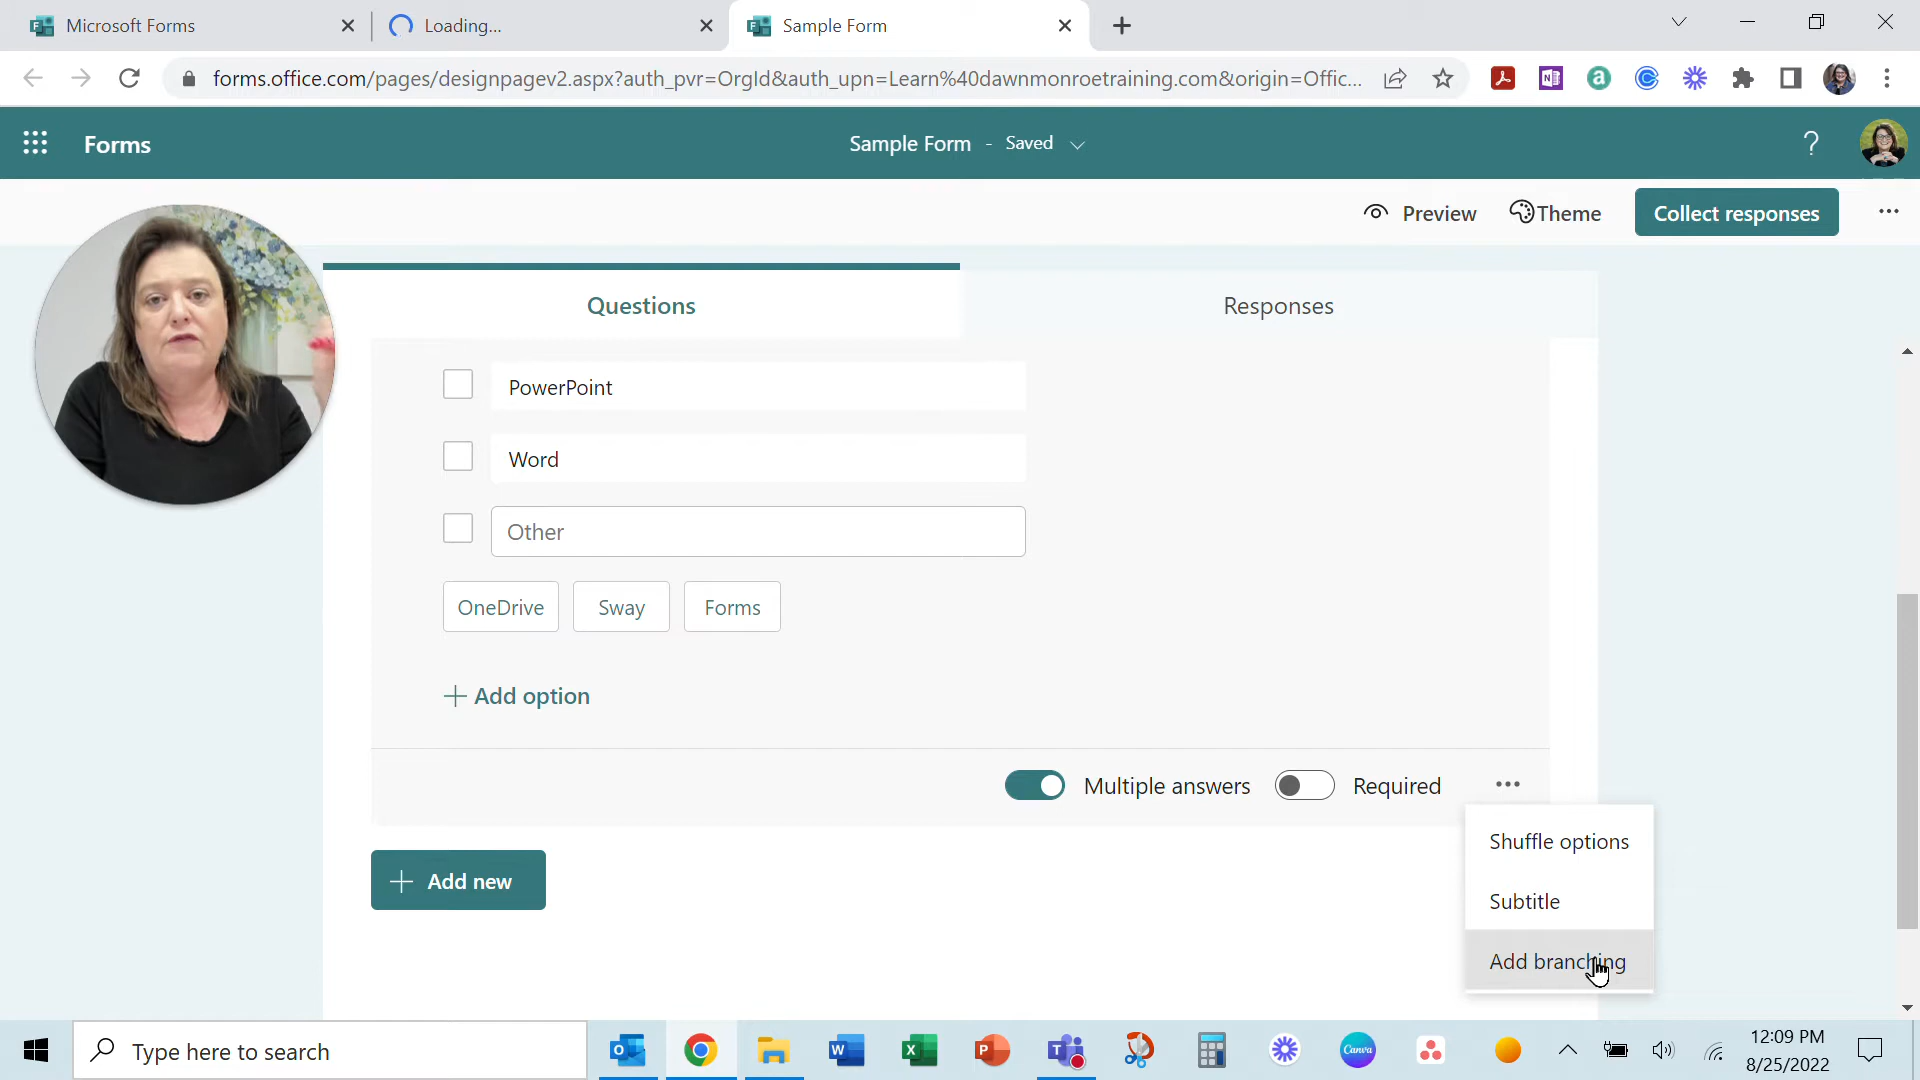 Microsoft Forms
Loading...
Sample Form
forms.office.com/pages/designpagev2.aspx?auth_pvr=OrgId&auth_upn=Learn%40dawnmonroetraining.com&origin=Offic...
Forms
Sample Form - Saved
?
Preview
Theme
Collect responses
Questions
Responses
PowerPoint
Word
Other
OneDrive
Sway
Forms
Add option
Multiple answers
Required
Shuffle options
Subtitle
Add branching
Add new
Type here to search
Canva
12:09 PM
8/25/2022